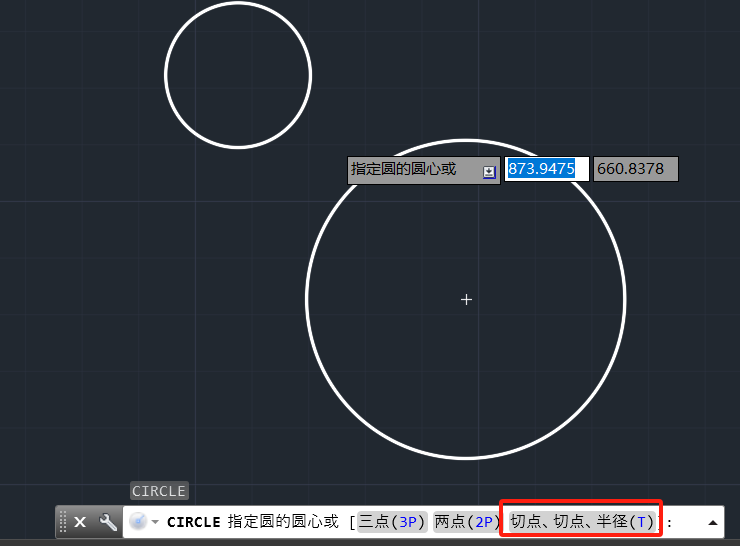 指定圆的圆心或 873.9475 660.8378
CIRCLE
CIRCLE 指定圆的圆心或 [三点(3P) 两点(2P) 切点、切点、半径(T)]: